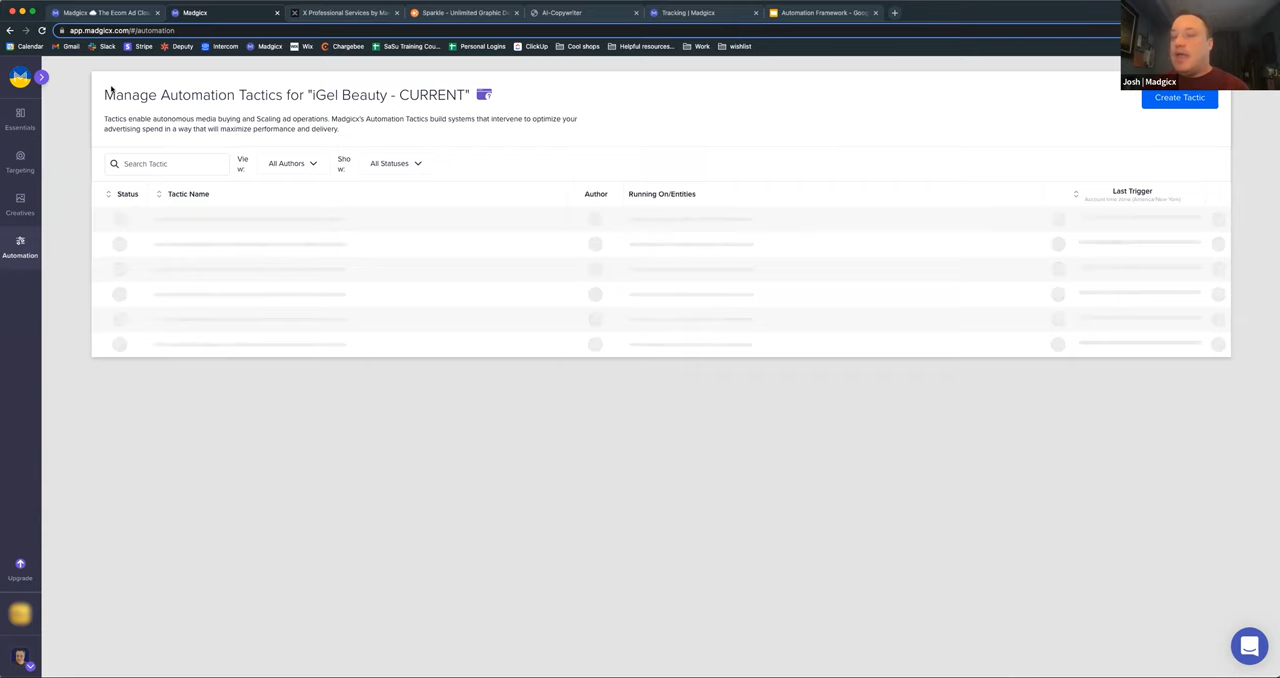 Madgicx ☁️ The Ecom Ad Clou
Madgicx
X Professional Services by Ma
Sparkle - Unlimited Graphic De
AI-Copywriter
Tracking | Madgicx
Automation Framework - Goog
app.madgicx.com/#/automation
Calendar
Gmail
Slack
Stripe
Deputy
Intercom
Madgicx
Wix
Chargebee
SaSu Training Cou...
Personal Logins
ClickUp
Cool shops
Helpful resources...
Work
wishlist
Josh | Madgicx
Manage Automation Tactics for "iGel Beauty - CURRENT"
Create Tactic
Tactics enable autonomous media buying and Scaling ad operations. Madgicx's Automation Tactics build systems that intervene to optimize your
advertising spend in a way that will maximize performance and delivery.
Essentials
Targeting
Creatives
Automation
Search Tactic
Vie
w:
All Authors
Sho
w:
All Statuses
Status
Tactic Name
Author
Running On/Entities
Last Trigger
Account time zone (America/New York)
Upgrade